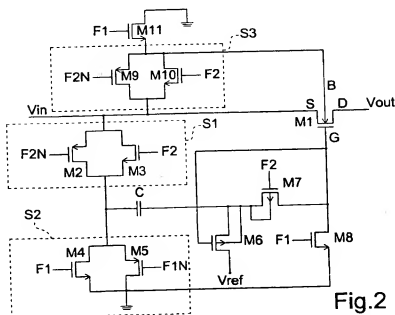 F1 M11
S3
F2N M9 M10 F2
B
Vin S D Vout
M1
S1
G
F2N M2 M3 F2
F2
M7
C
S2
M4 M5 M6 M8
F1 F1N F1
Vref
Fig.2